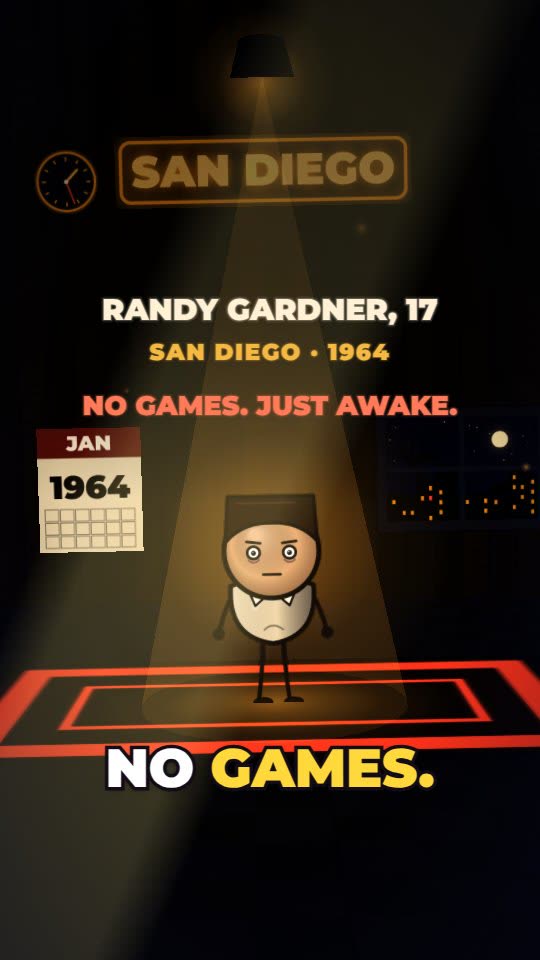 SAN DIEGO
RANDY GARDNER, 17
SAN DIEGO • 1964
NO GAMES. JUST AWAKE.
JAN
1964
NO GAMES.